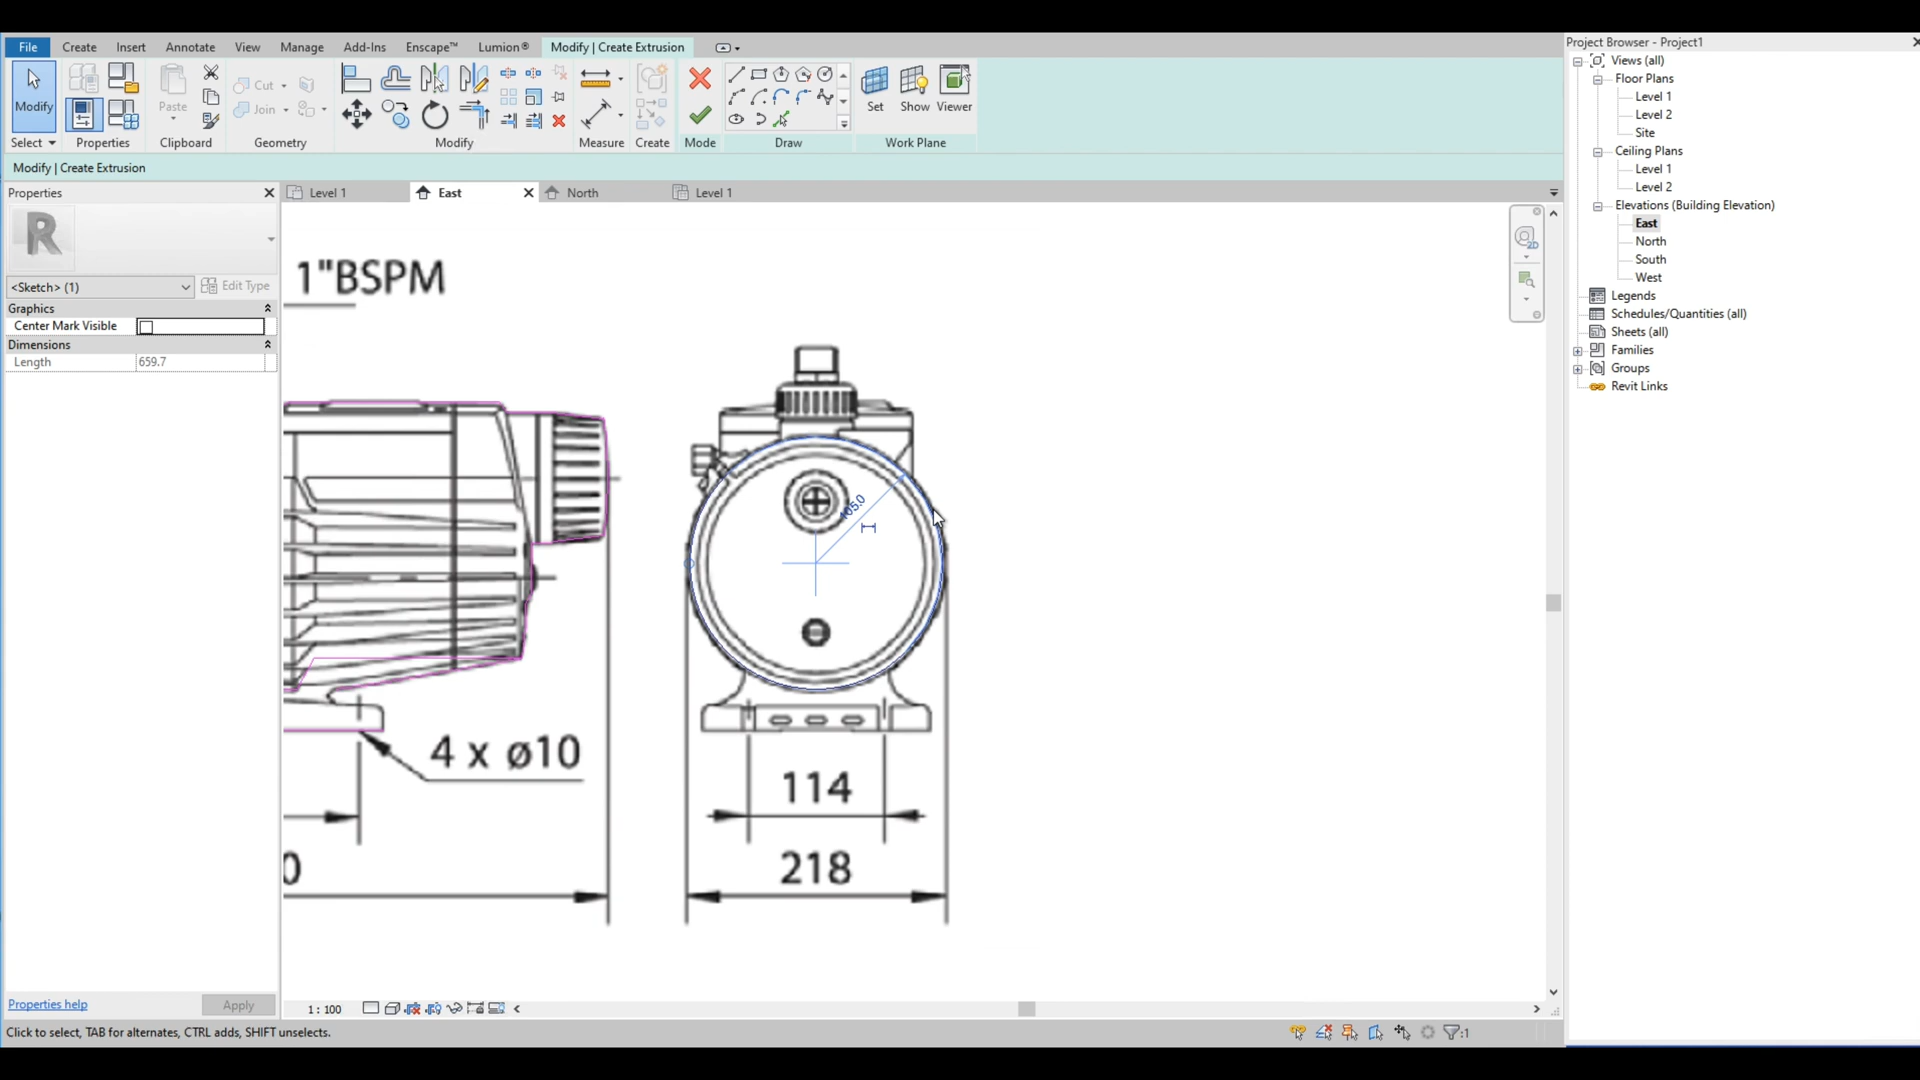 File Create Insert Annotate View Manage Add-Ins Enscape™ Lumion® Modify | Create Extrusion
Modify
Paste
Cut
Join
Set Show Viewer
Select Properties Clipboard Geometry Modify Measure Create Mode Draw Work Plane
Modify | Create Extrusion
Properties
Level 1
East
North
Level 1
R
<Sketch> (1)
Edit Type
Graphics
Center Mark Visible
Dimensions
Length 659.7
Properties help
Apply
1"BSPM
105.0
4 x ø10
114
218
0
2D
1 : 100
Click to select, TAB for alternates, CTRL adds, SHIFT unselects.
:1
Project Browser - Project1
Views (all)
Floor Plans
Level 1
Level 2
Site
Ceiling Plans
Level 1
Level 2
Elevations (Building Elevation)
East
North
South
West
Legends
Schedules/Quantities (all)
Sheets (all)
Families
Groups
Revit Links